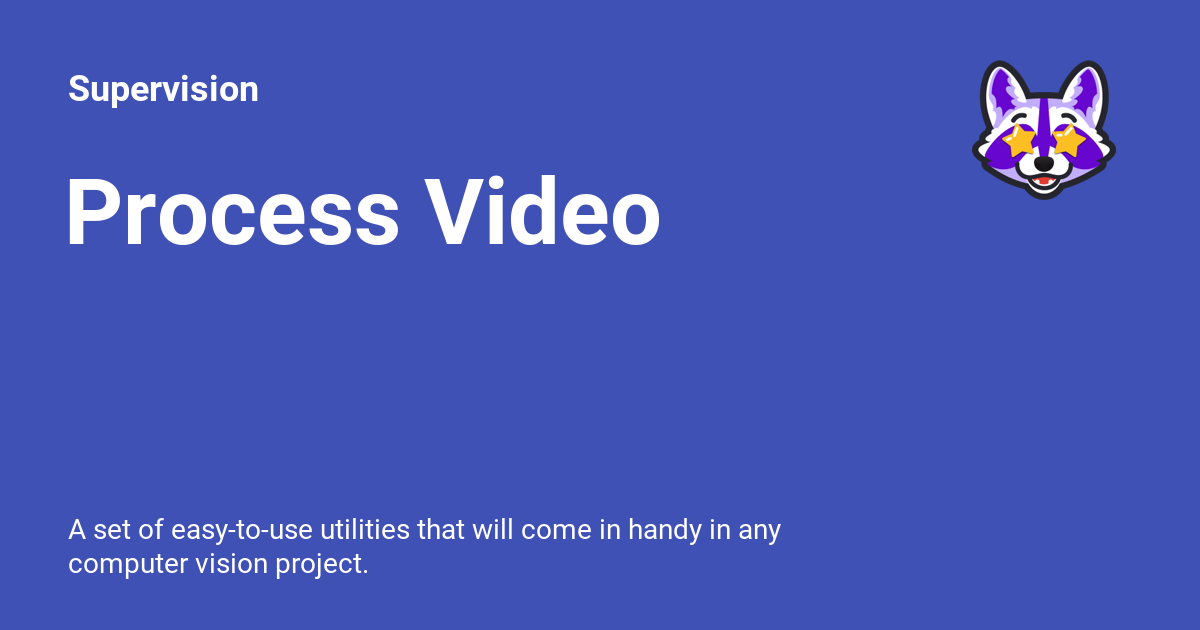 Supervision
Process Video
A set of easy-to-use utilities that will come in handy in any
computer vision project.